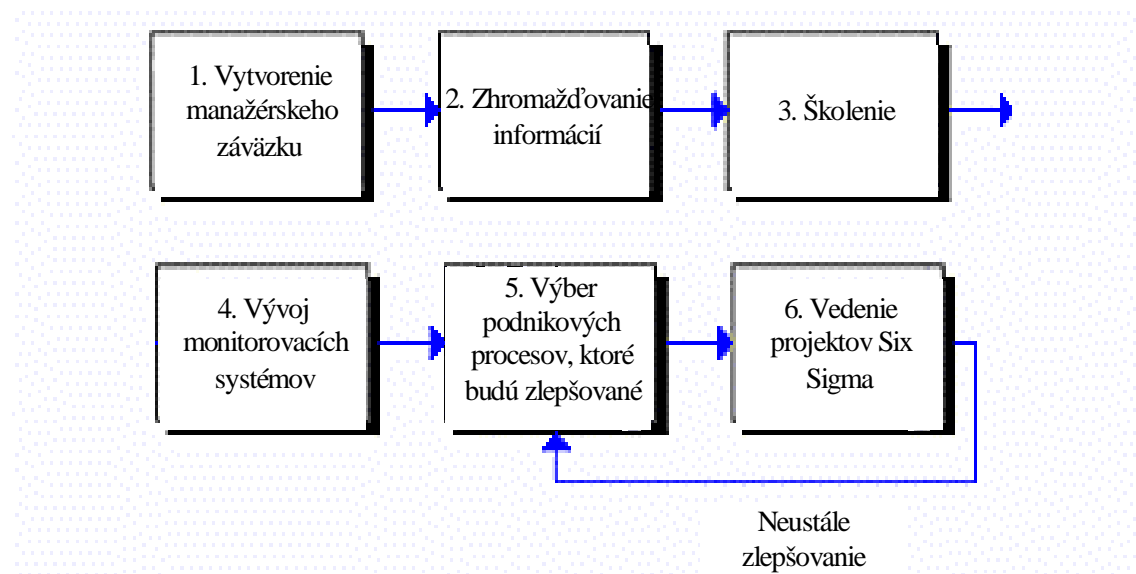 1. Vytvorenie
manažérskeho
záväzku
2. Zhromažďovanie
informácií
3. Školenie
4. Vývoj
monitorovacích
systémov
5. Výber
podnikových
procesov, ktoré
budú zlepšované
6. Vedenie
projektov Six
Sigma
Neustále
zlepšovanie